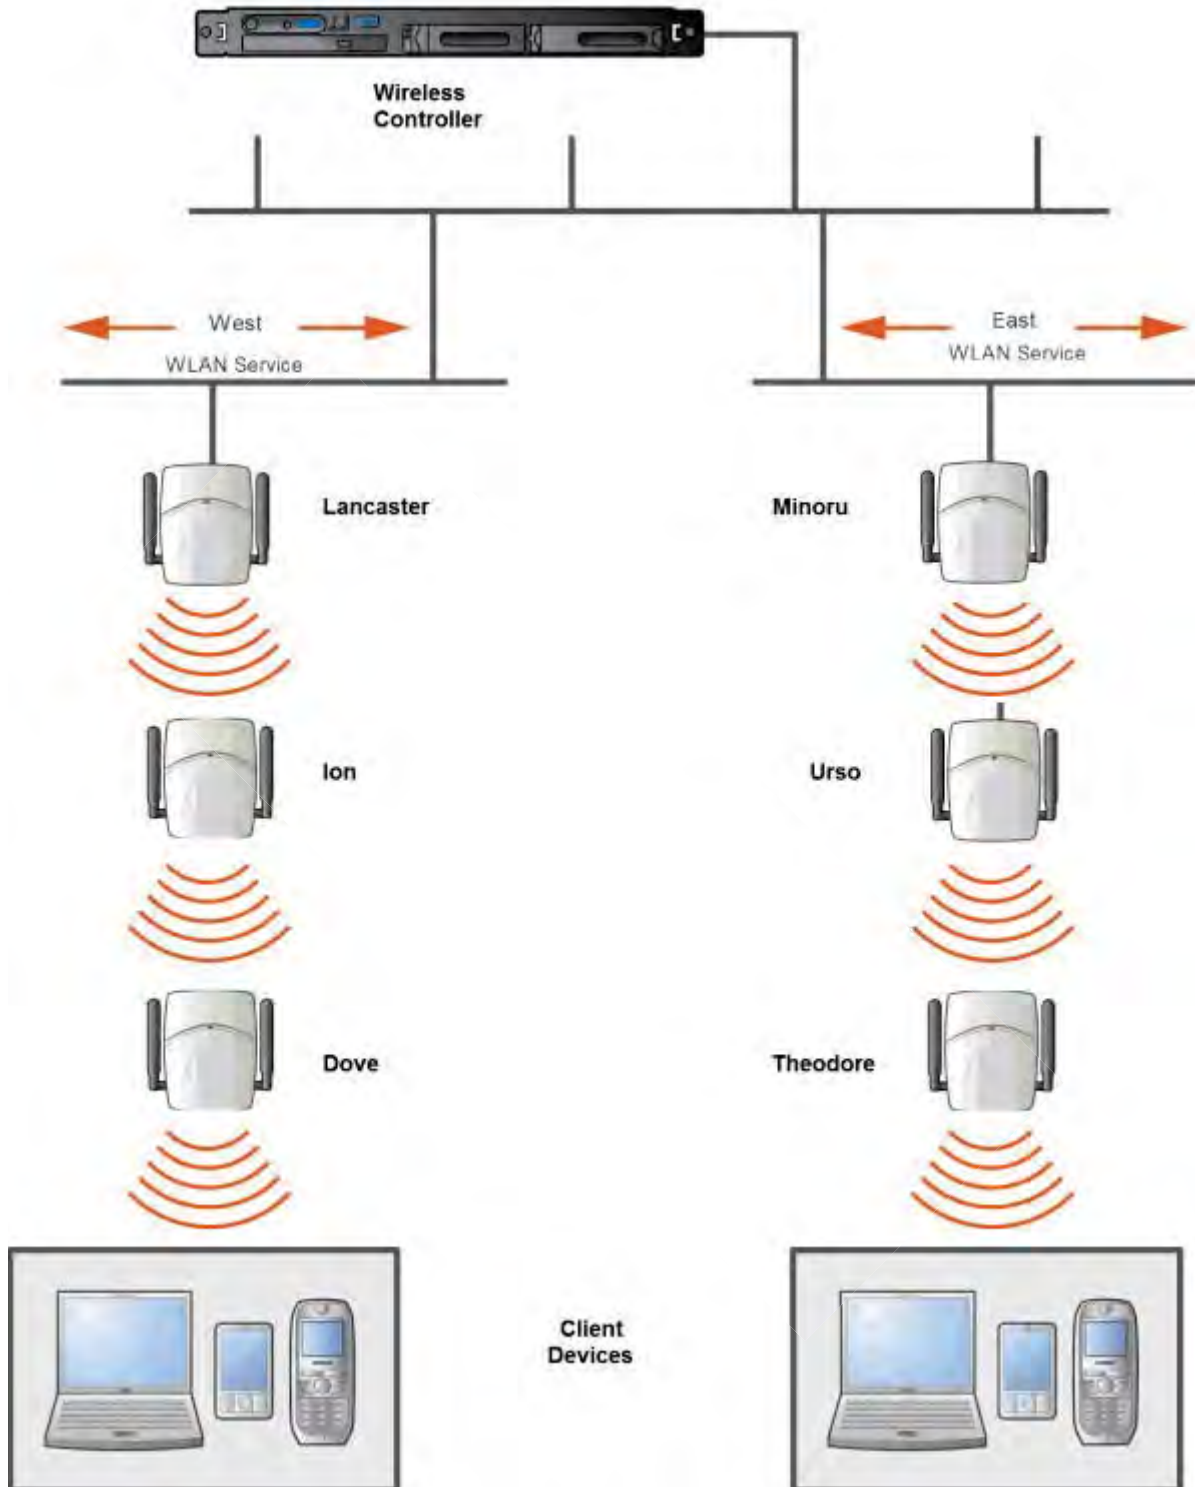 Wireless
Controller
West
WLAN Service
East
WLAN Service
Lancaster
Minoru
Ion
Urso
Dove
Theodore
Client
Devices